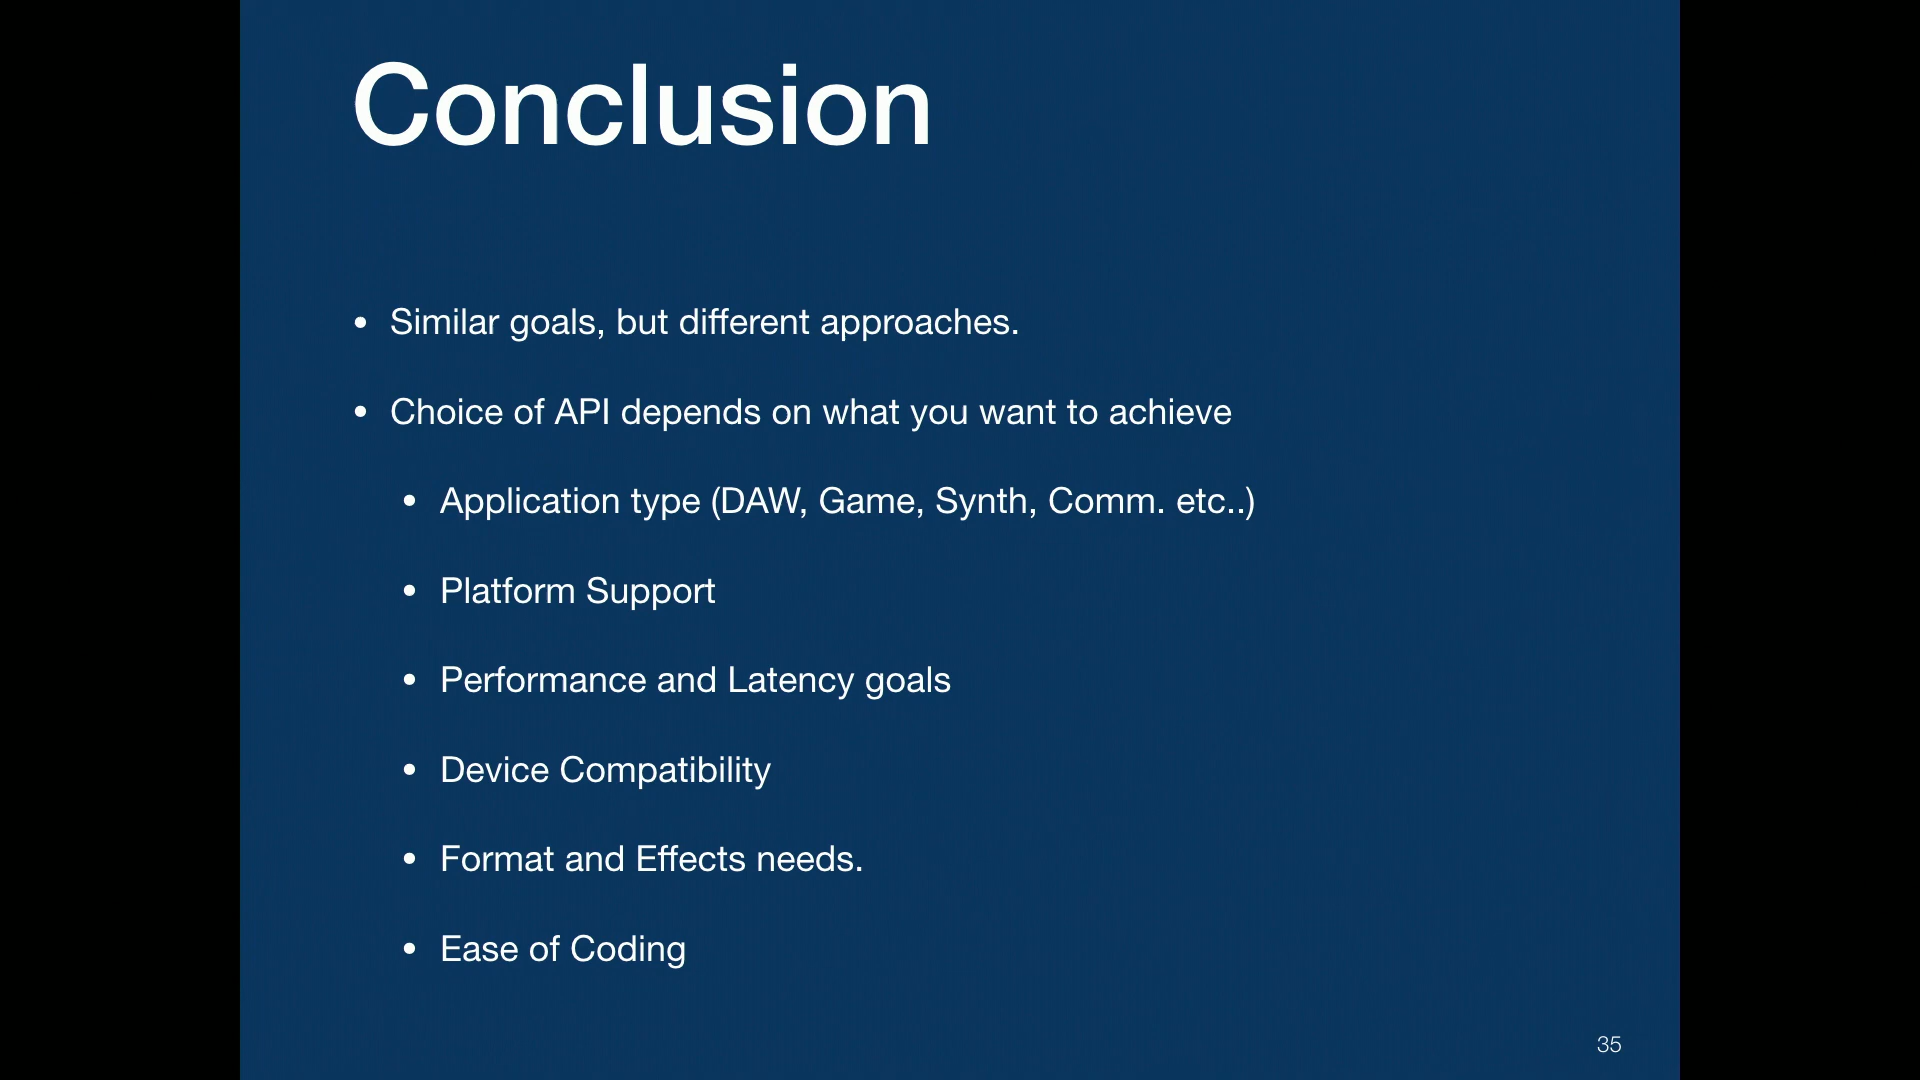 Conclusion
• Similar goals, but different approaches.
• Choice of API depends on what you want to achieve
• Application type (DAW, Game, Synth, Comm. etc..)
• Platform Support
• Performance and Latency goals
• Device Compatibility
• Format and Effects needs.
• Ease of Coding
35